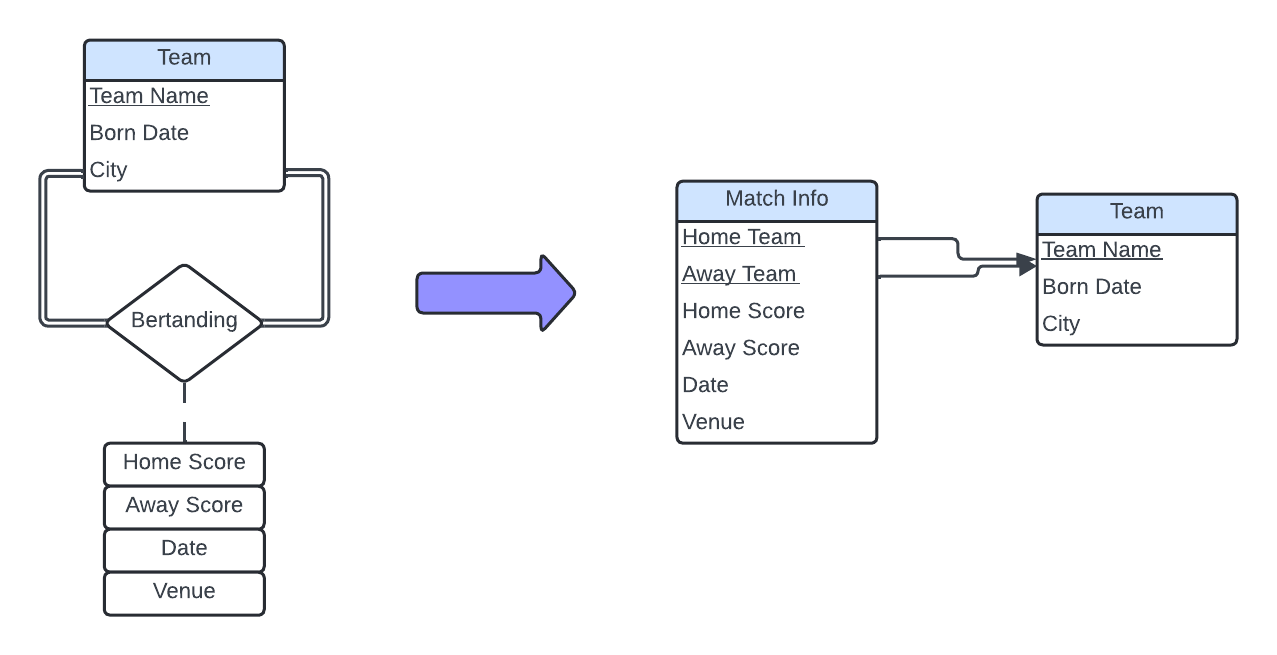 Team
Team Name
Born Date
City
Bertanding
Home Score
Away Score
Date
Venue
Match Info
Home Team
Away Team
Home Score
Away Score
Date
Venue
Team
Team Name
Born Date
City